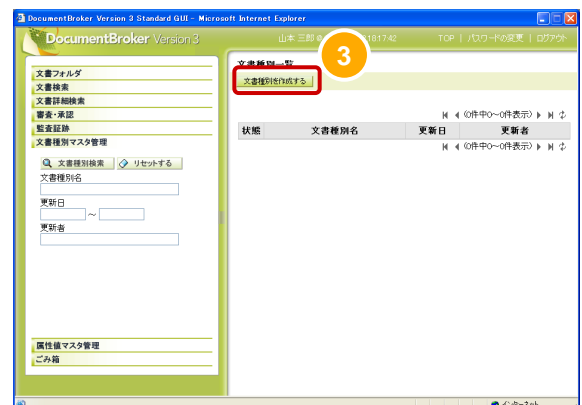 DocumentBroker Version 3 Standard GUI - Microsoft Internet Explorer
DocumentBroker Version 3
山本 三郎
TOP | パスワードの変更 | ログアウト
3
文書種別一覧
文書種別を作成する
文書フォルダ
文書検索
文書詳細検索
審査・承認
監査証跡
文書種別マスタ管理
文書種別検索 リセットする
文書種別名
更新日
～
更新者
属性値マスタ管理
ごみ箱
(0件中0～0件表示)
状態 文書種別名 更新日 更新者
(0件中0～0件表示)
インターネット